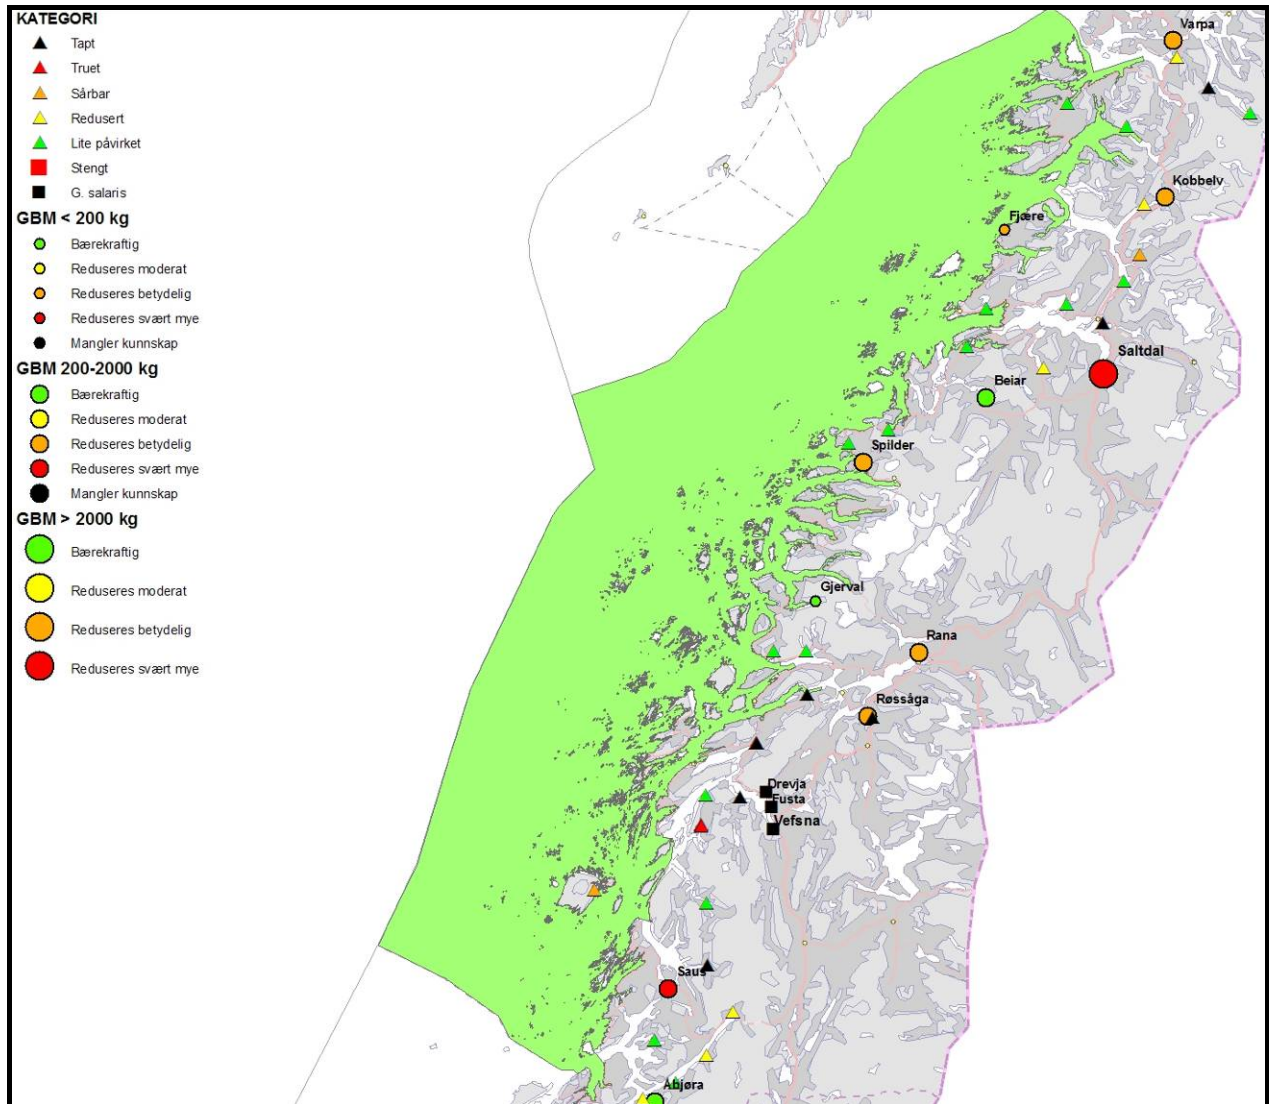 KATEGORI
Tapt
Truet
Sårbar
Redusert
Lite påvirket
Stengt
G. salaris
GBM < 200 kg
Bærekraftig
Reduseres moderat
Reduseres betydelig
Reduseres svært mye
Mangler kunnskap
GBM 200-2000 kg
Bærekraftig
Reduseres moderat
Reduseres betydelig
Reduseres svært mye
Mangler kunnskap
GBM > 2000 kg
Bærekraftig
Reduseres moderat
Reduseres betydelig
Reduseres svært mye
Varpa
Kobbelv
Fjære
Saltdal
Beiar
Spilder
Gjerval
Rana
Røssåga
Drevja
Fusta
Vefsna
Saus
Åbjøra